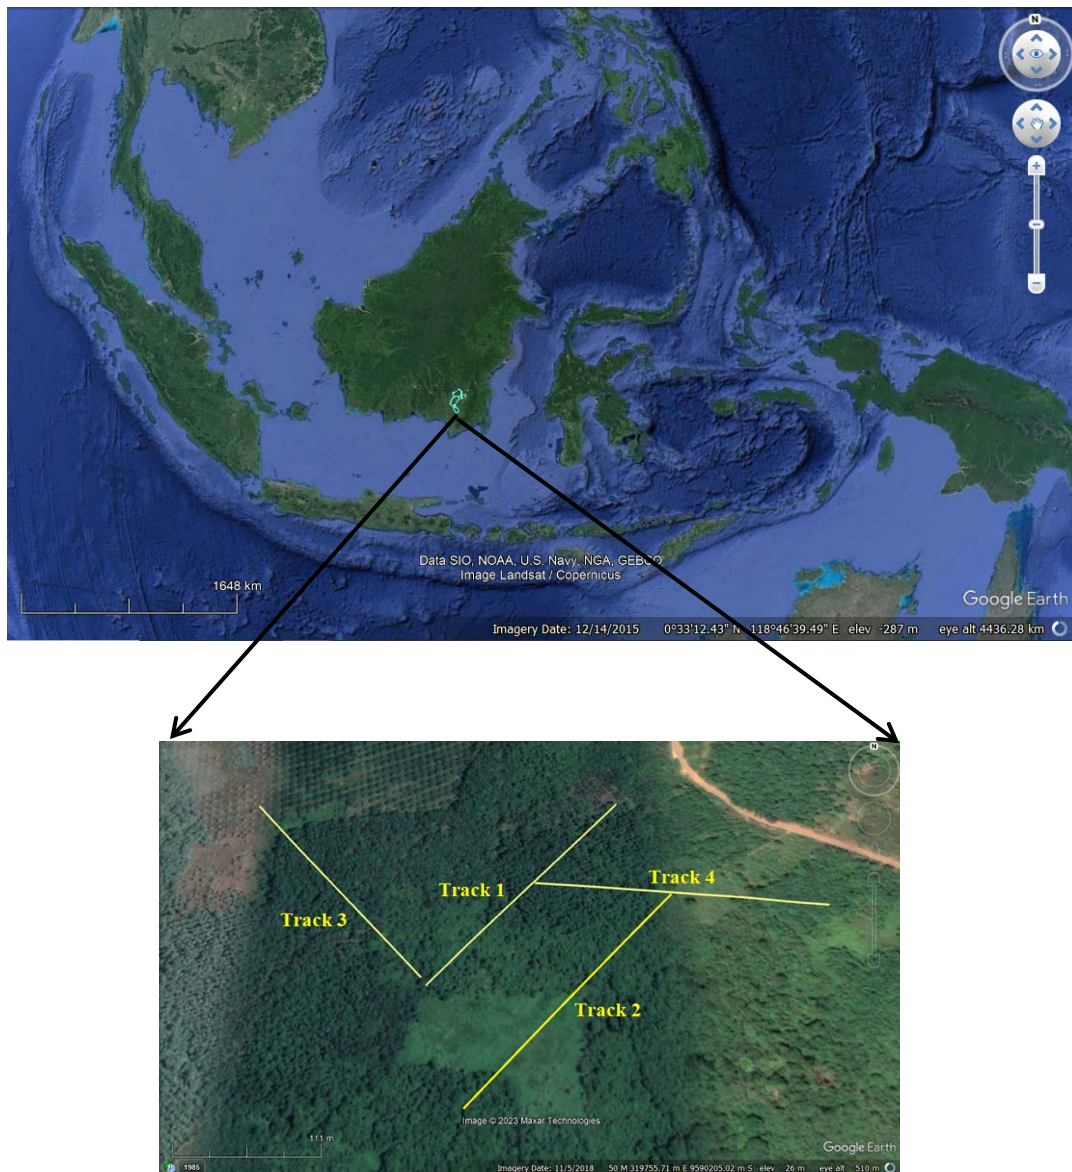 N
Data SIO, NOAA, U.S. Navy, NGA, GEBCO
Image Landsat / Copernicus
1648 km
Google Earth
Imagery Date: 12/14/2015 0°33'12.43" N 118°46'39.49" E elev -287 m eye alt 4436.28 km
N
Track 1
Track 4
Track 3
Track 2
Image © 2023 Maxar Technologies
111 m
Google Earth
1985
Imagery Date: 11/5/2018 50 M 319755.71 m E 9590205.02 m S elev 26 m eye alt 510 m